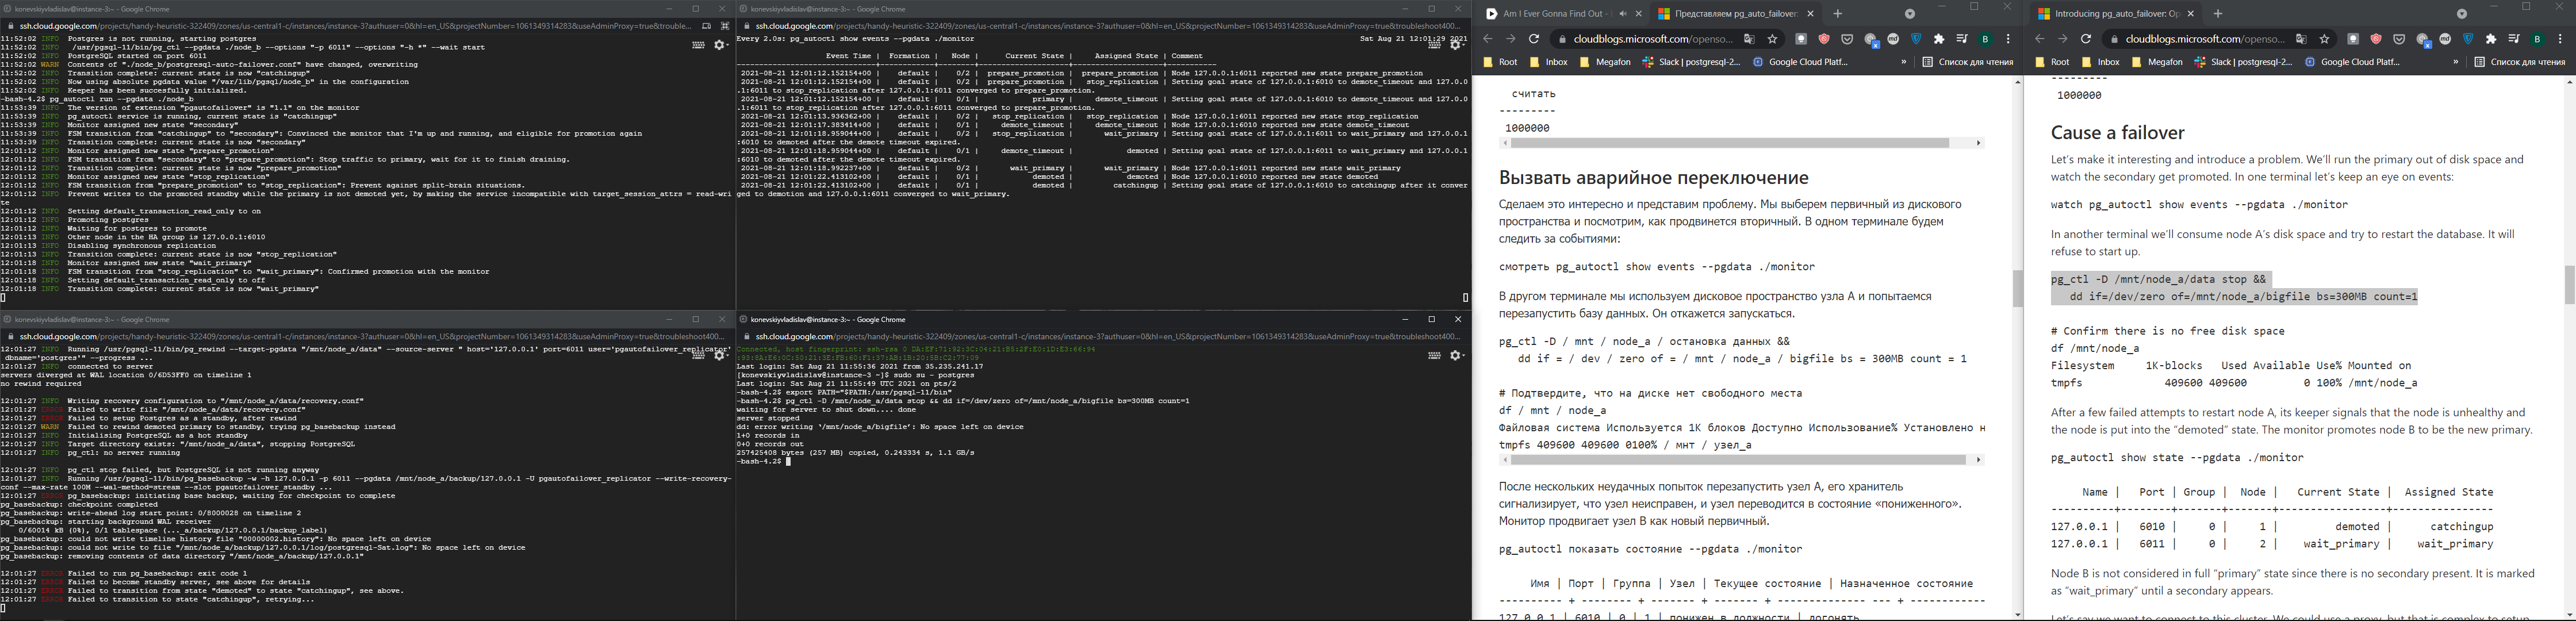 konevskiyvladislav@instance-3:~ - Google Chrome
ssh.cloud.google.com/projects/handy-heuristic-322409/zones/us-central1-c/instances/instance-3?authuser=0&hl=en_US&projectNumber=1061349314283&useAdminProxy=true&trouble...
11:52:02 INFO Postgres is not running, starting postgres
11:52:02 INFO /usr/pgsql-11/bin/pg_ctl --pgdata ./node_b --options "-p 6011" --options "-h *" --wait start
11:52:02 INFO PostgreSQL started on port 6011
11:52:02 WARN Contents of "./node_b/postgresql-auto-failover.conf" have changed, overwriting
11:52:02 INFO Transition complete: current state is now "catchingup"
11:52:02 INFO Now using absolute pgdata value "/var/lib/pgsql/node_b" in the configuration
11:52:02 INFO Keeper has been succesfully initialized.
-bash-4.2$ pg_autoctl run --pgdata ./node_b
11:53:39 INFO The version of extension "pgautofailover" is "1.1" on the monitor
11:53:39 INFO pg_autoctl service is running, current state is "catchingup"
11:53:39 INFO Monitor assigned new state "secondary"
11:53:39 INFO FSM transition from "catchingup" to "secondary": Convinced the monitor that I'm up and running, and eligible for promotion again
11:53:39 INFO Transition complete: current state is now "secondary"
12:01:12 INFO Monitor assigned new state "prepare_promotion"
12:01:12 INFO FSM transition from "secondary" to "prepare_promotion": Stop traffic to primary, wait for it to finish draining.
12:01:12 INFO Transition complete: current state is now "prepare_promotion"
12:01:12 INFO Monitor assigned new state "stop_replication"
12:01:12 INFO FSM transition from "prepare_promotion" to "stop_replication": Prevent against split-brain situations.
12:01:12 INFO Prevent writes to the promoted standby while the primary is not demoted yet, by making the service incompatible with target_session_attrs = read-wri
te
12:01:12 INFO Setting default_transaction_read_only to on
12:01:12 INFO Promoting postgres
12:01:12 INFO Waiting for postgres to promote
12:01:13 INFO Other node in the HA group is 127.0.0.1:6010
12:01:13 INFO Disabling synchronous replication
12:01:13 INFO Transition complete: current state is now "stop_replication"
12:01:18 INFO Monitor assigned new state "wait_primary"
12:01:18 INFO FSM transition from "stop_replication" to "wait_primary": Confirmed promotion with the monitor
12:01:18 INFO Setting default_transaction_read_only to off
12:01:18 INFO Transition complete: current state is now "wait_primary"
konevskiyvladislav@instance-3:~ - Google Chrome
ssh.cloud.google.com/projects/handy-heuristic-322409/zones/us-central1-c/instances/instance-3?authuser=0&hl=en_US&projectNumber=1061349314283&useAdminProxy=true&troubleshoot400...
Every 2.0s: pg_autoctl show events --pgdata ./monitor Sat Aug 21 12:01:29 2021
Event Time | Formation | Node | Current State | Assigned State | Comment
2021-08-21 12:01:12.152154+00 | default | 0/2 | prepare_promotion | prepare_promotion | Node 127.0.0.1:6011 reported new state prepare_promotion
2021-08-21 12:01:12.152154+00 | default | 0/2 | prepare_promotion | stop_replication | Setting goal state of 127.0.0.1:6010 to demote_timeout and 127.0.0
.1:6011 to stop_replication after 127.0.0.1:6011 converged to prepare_promotion.
2021-08-21 12:01:12.152154+00 | default | 0/1 | primary | demote_timeout | Setting goal state of 127.0.0.1:6010 to demote_timeout and 127.0.0
.1:6011 to stop_replication after 127.0.0.1:6011 converged to prepare_promotion.
2021-08-21 12:01:13.936362+00 | default | 0/2 | stop_replication | stop_replication | Node 127.0.0.1:6011 reported new state stop_replication
2021-08-21 12:01:17.383414+00 | default | 0/1 | demote_timeout | demote_timeout | Node 127.0.0.1:6010 reported new state demote_timeout
2021-08-21 12:01:18.959044+00 | default | 0/2 | stop_replication | wait_primary | Setting goal state of 127.0.0.1:6011 to wait_primary and 127.0.0.1
:6010 to demoted after the demote timeout expired.
2021-08-21 12:01:18.959044+00 | default | 0/1 | demote_timeout | demoted | Setting goal state of 127.0.0.1:6011 to wait_primary and 127.0.0.1
:6010 to demoted after the demote timeout expired.
2021-08-21 12:01:18.992237+00 | default | 0/2 | wait_primary | wait_primary | Node 127.0.0.1:6011 reported new state wait_primary
2021-08-21 12:01:22.413102+00 | default | 0/1 | demoted | demoted | Node 127.0.0.1:6010 reported new state demoted
2021-08-21 12:01:22.413102+00 | default | 0/1 | demoted | catchingup | Setting goal state of 127.0.0.1:6010 to catchingup after it conver
ged to demotion and 127.0.0.1:6011 converged to wait_primary.
konevskiyvladislav@instance-3:~ - Google Chrome
ssh.cloud.google.com/projects/handy-heuristic-322409/zones/us-central1-c/instances/instance-3?authuser=0&hl=en_US&projectNumber=1061349314283&useAdminProxy=true&troubleshoot400...
12:01:27 INFO Running /usr/pgsql-11/bin/pg_rewind --target-pgdata "/mnt/node_a/data" --source-server " host='127.0.0.1' port=6011 user='pgautofailover_replicator'
dbname='postgres'" --progress ...
12:01:27 INFO connected to server
servers diverged at WAL location 0/6D53FF0 on timeline 1
no rewind required
12:01:27 INFO Writing recovery configuration to "/mnt/node_a/data/recovery.conf"
12:01:27 ERROR Failed to write file "/mnt/node_a/data/recovery.conf"
12:01:27 ERROR Failed to setup Postgres as a standby, after rewind
12:01:27 WARN Failed to rewind demoted primary to standby, trying pg_basebackup instead
12:01:27 INFO Initialising PostgreSQL as a hot standby
12:01:27 INFO Target directory exists: "/mnt/node_a/data", stopping PostgreSQL
12:01:27 INFO pg_ctl: no server running
12:01:27 INFO pg_ctl stop failed, but PostgreSQL is not running anyway
12:01:27 INFO Running /usr/pgsql-11/bin/pg_basebackup -w -h 127.0.0.1 -p 6011 --pgdata /mnt/node_a/backup/127.0.0.1 -U pgautofailover_replicator --write-recovery-
conf --max-rate 100M --wal-method=stream --slot pgautofailover_standby ...
12:01:27 ERROR pg_basebackup: initiating base backup, waiting for checkpoint to complete
pg_basebackup: checkpoint completed
pg_basebackup: write-ahead log start point: 0/8000028 on timeline 2
pg_basebackup: starting background WAL receiver
0/60014 kB (0%), 0/1 tablespace (..._a/backup/127.0.0.1/backup_label)
pg_basebackup: could not write timeline history file "00000002.history": No space left on device
pg_basebackup: could not write to file "/mnt/node_a/backup/127.0.0.1/log/postgresql-Sat.log": No space left on device
pg_basebackup: removing contents of data directory "/mnt/node_a/backup/127.0.0.1"
12:01:27 ERROR Failed to run pg_basebackup: exit code 1
12:01:27 ERROR Failed to become standby server, see above for details
12:01:27 ERROR Failed to transition from state "demoted" to state "catchingup", see above.
12:01:27 ERROR Failed to transition to state "catchingup", retrying...
konevskiyvladislav@instance-3:~ - Google Chrome
ssh.cloud.google.com/projects/handy-heuristic-322409/zones/us-central1-c/instances/instance-3?authuser=0&hl=en_US&projectNumber=1061349314283&useAdminProxy=true&troubleshoot400...
Last login: Sat Aug 21 11:55:36 2021 from 35.235.241.17
[konevskiyvladislav@instance-3 ~]$ sudo su - postgres
Last login: Sat Aug 21 11:55:49 UTC 2021 on pts/2
-bash-4.2$ export PATH="$PATH:/usr/pgsql-11/bin"
-bash-4.2$ pg_ctl -D /mnt/node_a/data stop && dd if=/dev/zero of=/mnt/node_a/bigfile bs=300MB count=1
waiting for server to shut down.... done
server stopped
dd: error writing ‘/mnt/node_a/bigfile’: No space left on device
1+0 records in
0+0 records out
257425408 bytes (257 MB) copied, 0.243334 s, 1.1 GB/s
-bash-4.2$
Am I Ever Gonna Find Out -
Представляем pg_auto_failover:
cloudblogs.microsoft.com/openso...
Root Inbox Megafon Slack | postgresql-2... Google Cloud Platf... » Список для чтения
считать
---------
1000000
Вызвать аварийное переключение
Сделаем это интересно и представим проблему. Мы выберем первичный из дискового
пространства и посмотрим, как продвинется вторичный. В одном терминале будем
следить за событиями:
смотреть pg_autoctl show events --pgdata ./monitor
В другом терминале мы используем дисковое пространство узла A и попытаемся
перезапустить базу данных. Он откажется запускаться.
pg_ctl -D / mnt / node_a / остановка данных &&
dd if = / dev / zero of = / mnt / node_a / bigfile bs = 300MB count = 1
# Подтвердите, что на диске нет свободного места
df / mnt / node_a
Файловая система Используется 1K блоков Доступно Использование% Установлено н
tmpfs 409600 409600 0100% / мнт / узел_а
После нескольких неудачных попыток перезапустить узел A, его хранитель
сигнализирует, что узел неисправен, и узел переводится в состояние «пониженного».
Монитор продвигает узел B как новый первичный.
pg_autoctl показать состояние --pgdata ./monitor
Имя | Порт | Группа | Узел | Текущее состояние | Назначенное состояние
---------- + ------- + ------- + ------- + ------------- --- + ------------
127.0.0.1 | 6010 | 0 | 1 | понижен в должности | догонять
Introducing pg_auto_failover: Op
cloudblogs.microsoft.com/openso...
Root Inbox Megafon Slack | postgresql-2... Google Cloud Platf... » Список для чтения
---------
1000000
Cause a failover
Let’s make it interesting and introduce a problem. We’ll run the primary out of disk space and
watch the secondary get promoted. In one terminal let’s keep an eye on events:
watch pg_autoctl show events --pgdata ./monitor
In another terminal we’ll consume node A’s disk space and try to restart the database. It will
refuse to start up.
pg_ctl -D /mnt/node_a/data stop &&
dd if=/dev/zero of=/mnt/node_a/bigfile bs=300MB count=1
# Confirm there is no free disk space
df /mnt/node_a
Filesystem 1K-blocks Used Available Use% Mounted on
tmpfs 409600 409600 0 100% /mnt/node_a
After a few failed attempts to restart node A, its keeper signals that the node is unhealthy and
the node is put into the “demoted” state. The monitor promotes node B to be the new primary.
pg_autoctl show state --pgdata ./monitor
Name | Port | Group | Node | Current State | Assigned State
----------+--------+-------+-------+-------------------+----------------
127.0.0.1 | 6010 | 0 | 1 | demoted | catchingup
127.0.0.1 | 6011 | 0 | 2 | wait_primary | wait_primary
Node B is not considered in full “primary” state since there is no secondary present. It is marked
as “wait_primary” until a secondary appears.